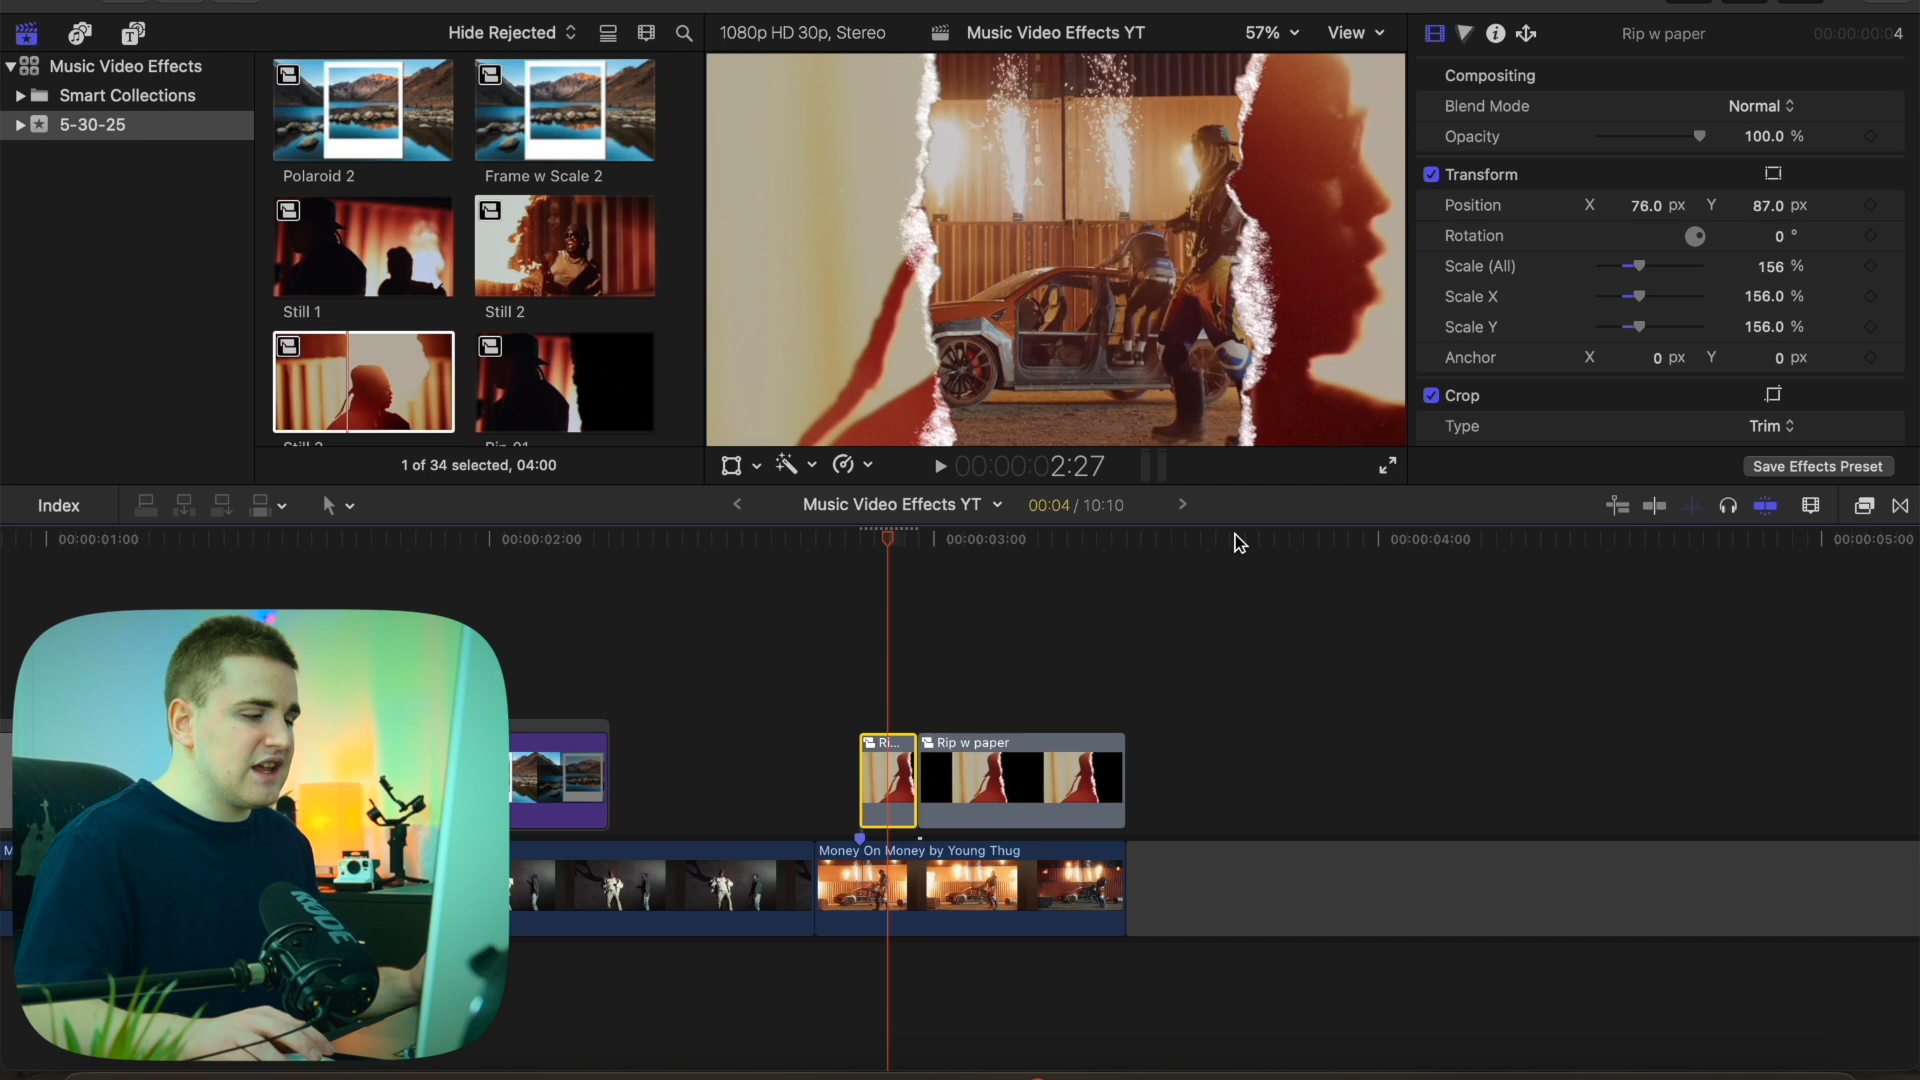 Hide Rejected
1080p HD 30p, Stereo
Music Video Effects YT
57%
View
Rip w paper
00:00:00:04
Music Video Effects
Smart Collections
5-30-25
Polaroid 2
Frame w Scale 2
Still 1
Still 2
1 of 34 selected, 04:00
00:00:02:27
Compositing
Blend Mode
Normal
Opacity
100.0 %
Transform
Position
X 76.0 px Y 87.0 px
Rotation
0 °
Scale (All)
156 %
Scale X
156.0 %
Scale Y
156.0 %
Anchor
X 0 px Y 0 px
Crop
Type
Trim
Save Effects Preset
Index
Music Video Effects YT
00:04 / 10:10
00:00:01:00
00:00:02:00
00:00:03:00
00:00:04:00
00:00:05:00
Ri...
Rip w paper
M
Money On Money by Young Thug
RØDE